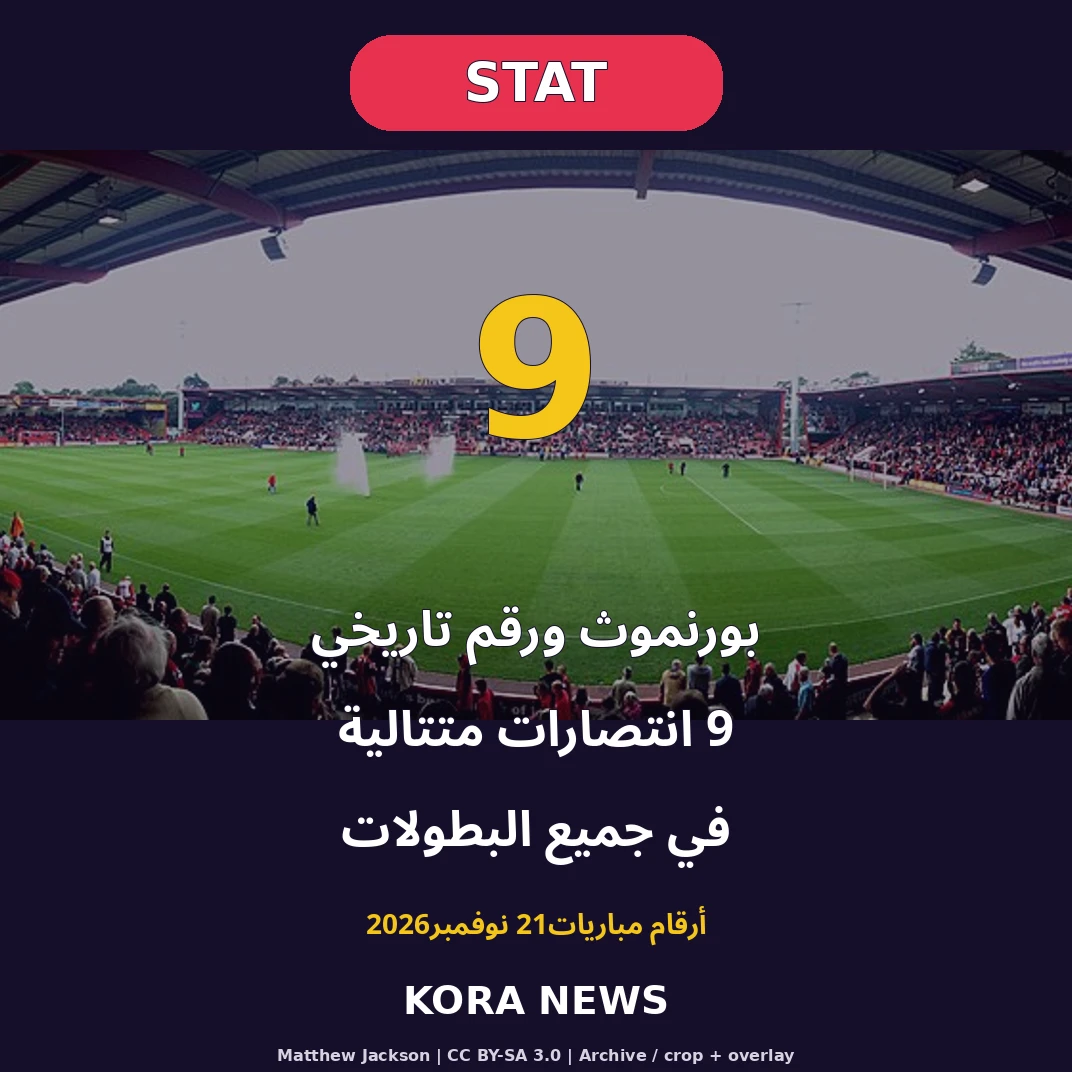 STAT
9
بورنموث ورقم تاريخي
9 انتصارات متتالية
في جميع البطولات
أرقام مباريات21 نوفمبر2026
KORA NEWS
Matthew Jackson | CC BY-SA 3.0 | Archive / crop + overlay